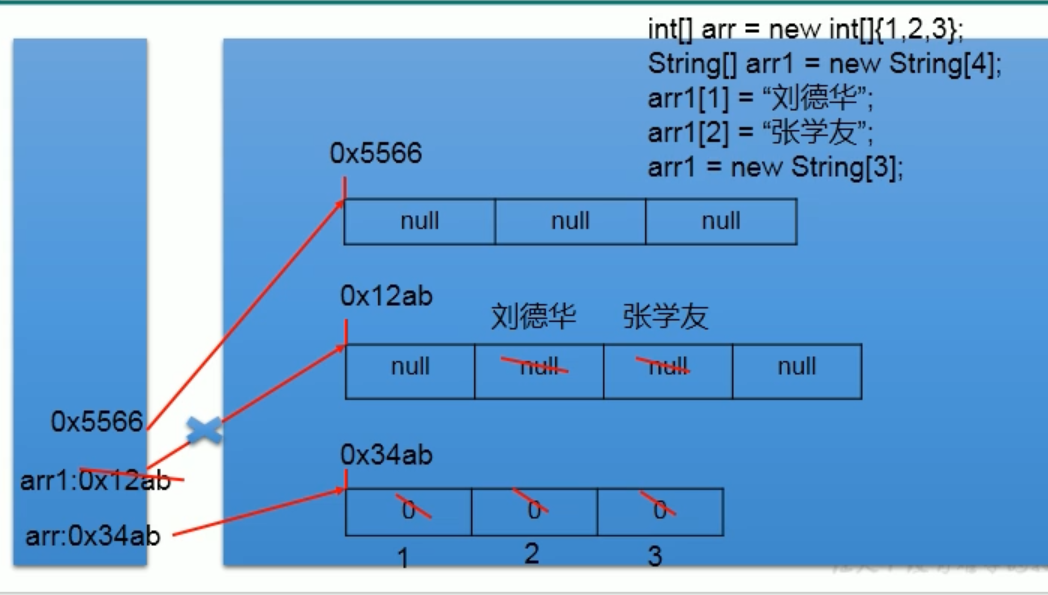 int[] arr = new int[]{1,2,3};
String[] arr1 = new String[4];
arr1[1] = “刘德华”;
arr1[2] = “张学友”;
arr1 = new String[3];
0x5566
null null null
0x12ab
刘德华 张学友
null null null null
0x5566
arr1:0x12ab
0x34ab
0 0 0
arr:0x34ab
1 2 3